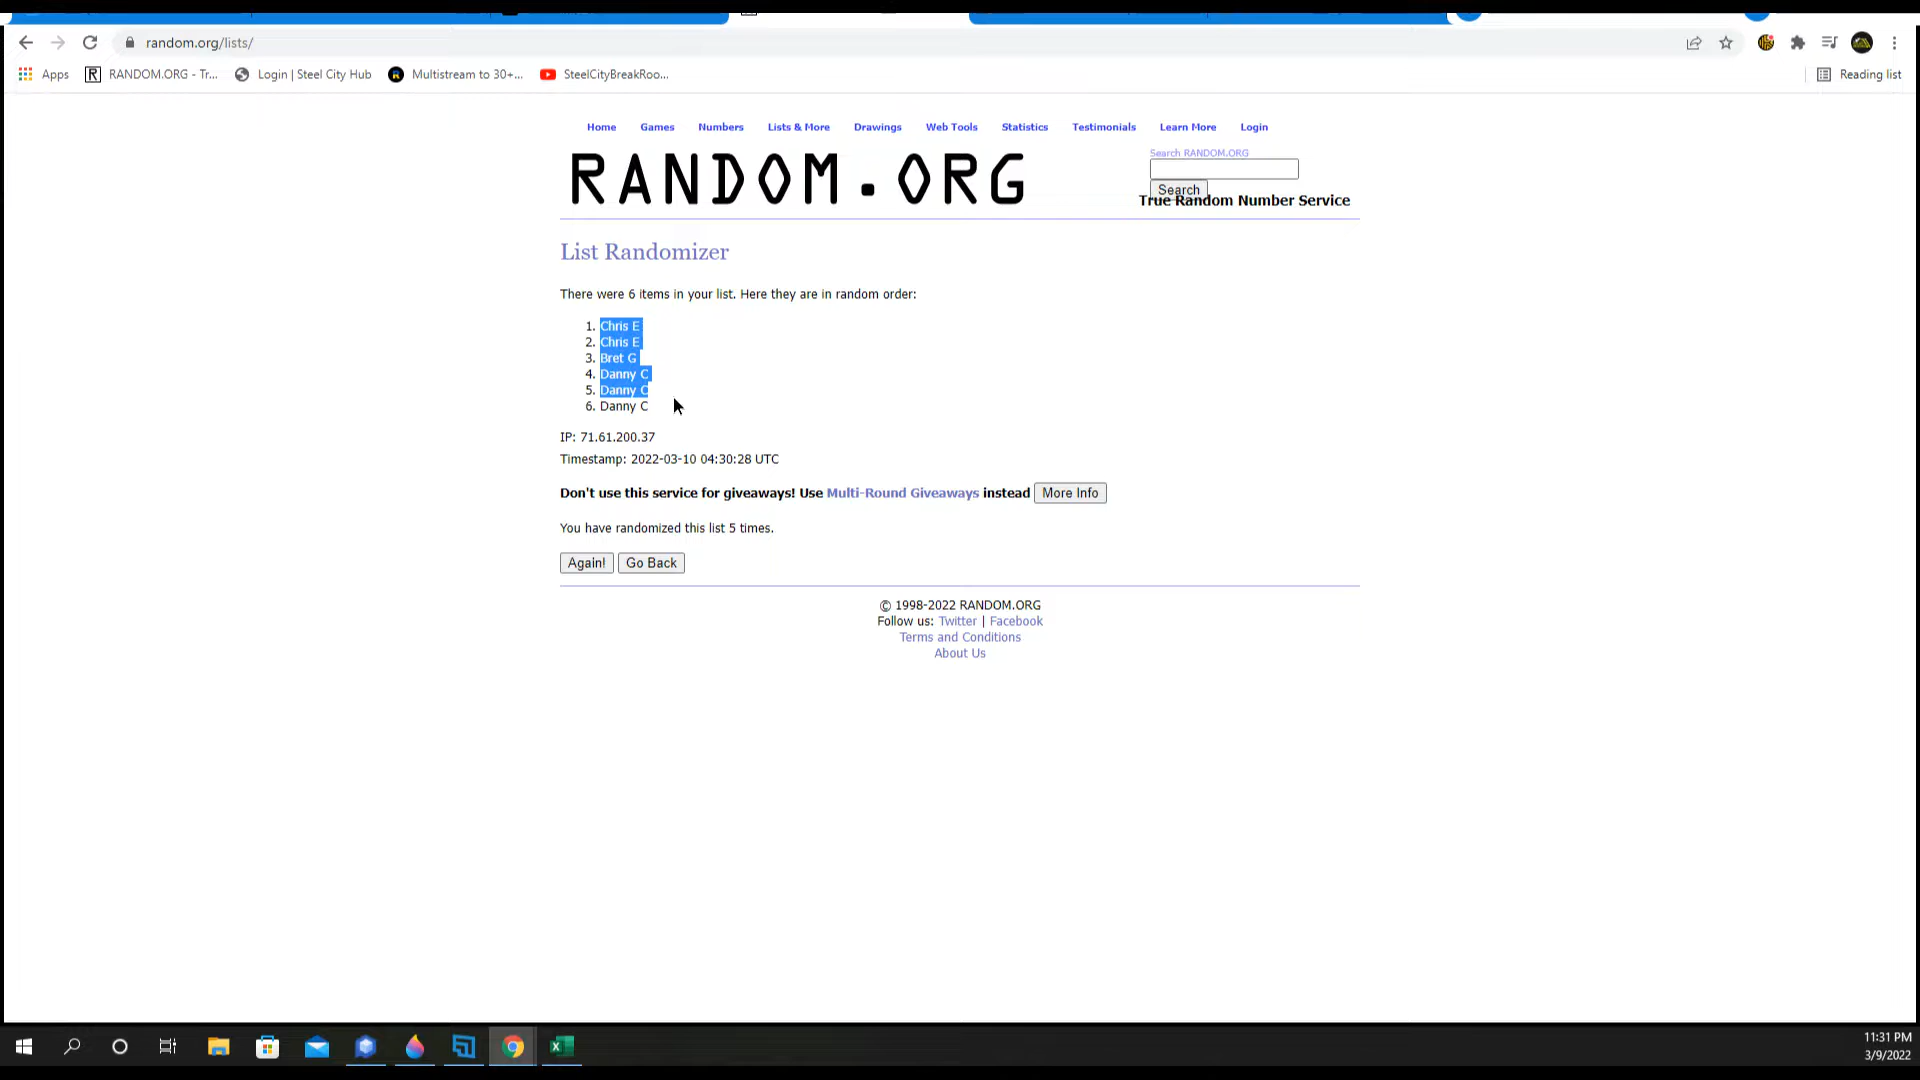 random.org/lists/
Apps
RANDOM.ORG - Tr...
Login | Steel City Hub
Multistream to 30+...
SteelCityBreakRoo...
Reading list
Home Games Numbers Lists & More Drawings Web Tools Statistics Testimonials Learn More Login
RANDOM.ORG
Search RANDOM.ORG
Search
True Random Number Service
List Randomizer
There were 6 items in your list. Here they are in random order:
1. Chris E
2. Chris E
3. Bret G
4. Danny C
5. Danny C
6. Danny C
IP: 71.61.200.37
Timestamp: 2022-03-10 04:30:28 UTC
Don't use this service for giveaways! Use Multi-Round Giveaways instead More Info
You have randomized this list 5 times.
Again! Go Back
© 1998-2022 RANDOM.ORG
Follow us: Twitter | Facebook
Terms and Conditions
About Us
11:31 PM
3/9/2022